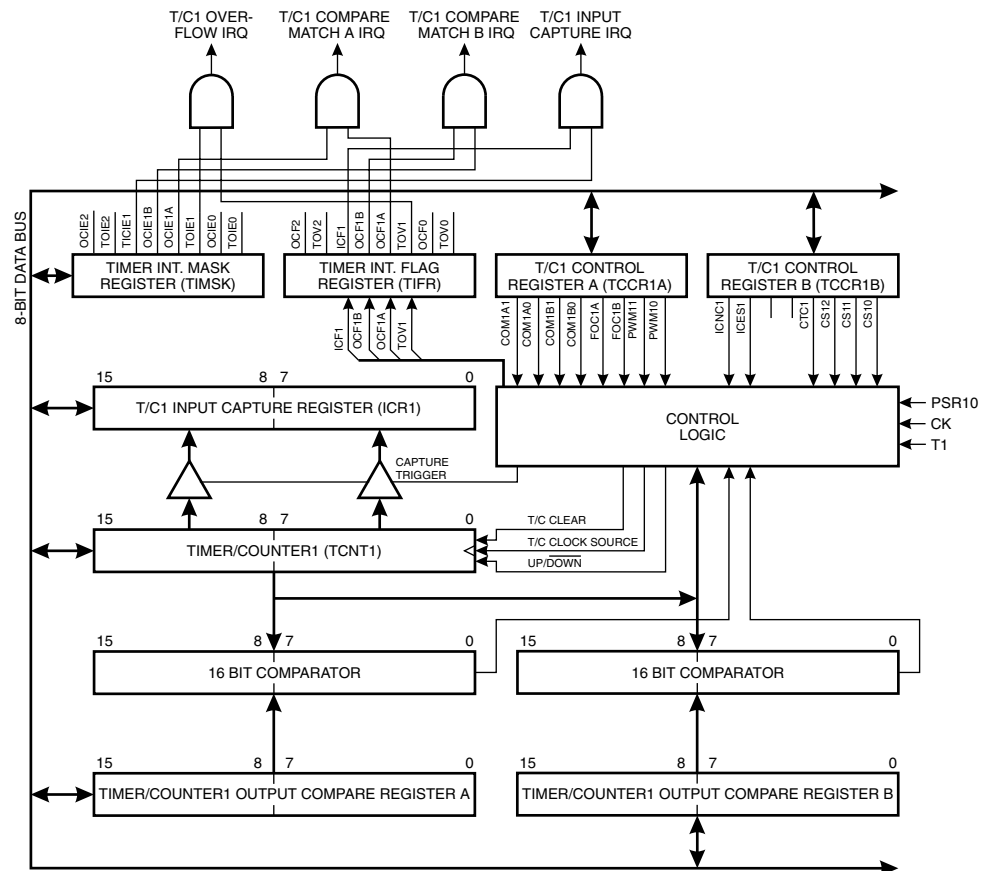 T/C1 OVER-
FLOW IRQ
T/C1 COMPARE
MATCH A IRQ
T/C1 COMPARE
MATCH B IRQ
T/C1 INPUT
CAPTURE IRQ
8-BIT DATA BUS
OCIE2
TOIE2
TICIE1
OCIE1B
OCIE1A
TOIE1
OCIE0
TOIE0
OCF2
TOV2
ICF1
OCF1B
OCF1A
TOV1
OCF0
TOV0
TIMER INT. MASK
REGISTER (TIMSK)
TIMER INT. FLAG
REGISTER (TIFR)
T/C1 CONTROL
REGISTER A (TCCR1A)
T/C1 CONTROL
REGISTER B (TCCR1B)
ICF1
OCF1B
OCF1A
TOV1
COM1A1
COM1A0
COM1B1
COM1B0
FOC1A
FOC1B
PWM11
PWM10
ICNC1
ICES1
CTC1
CS12
CS11
CS10
15 8 7 0
T/C1 INPUT CAPTURE REGISTER (ICR1)
CONTROL
LOGIC
PSR10
CK
T1
CAPTURE
TRIGGER
15 8 7 0
TIMER/COUNTER1 (TCNT1)
T/C CLEAR
T/C CLOCK SOURCE
UP/DOWN
15 8 7 0
16 BIT COMPARATOR
15 8 7 0
16 BIT COMPARATOR
15 8 7 0
TIMER/COUNTER1 OUTPUT COMPARE REGISTER A
15 8 7 0
TIMER/COUNTER1 OUTPUT COMPARE REGISTER B